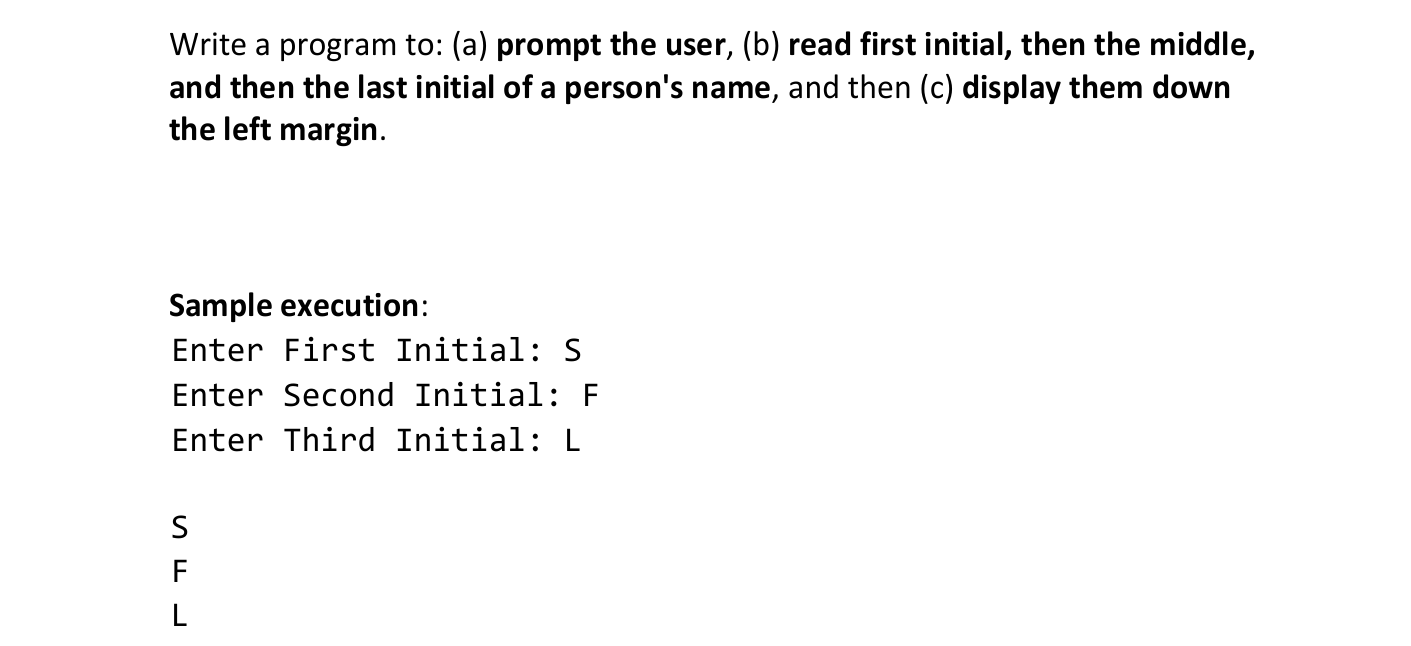 Write a program to: (a) prompt the user, (b) read first initial, then the middle,
and then the last initial of a person's name, and then (c) display them down
the left margin.
Sample execution:
Enter First Initial: S
Enter Second Initial: F
Enter Third Initial: L
S
F
L